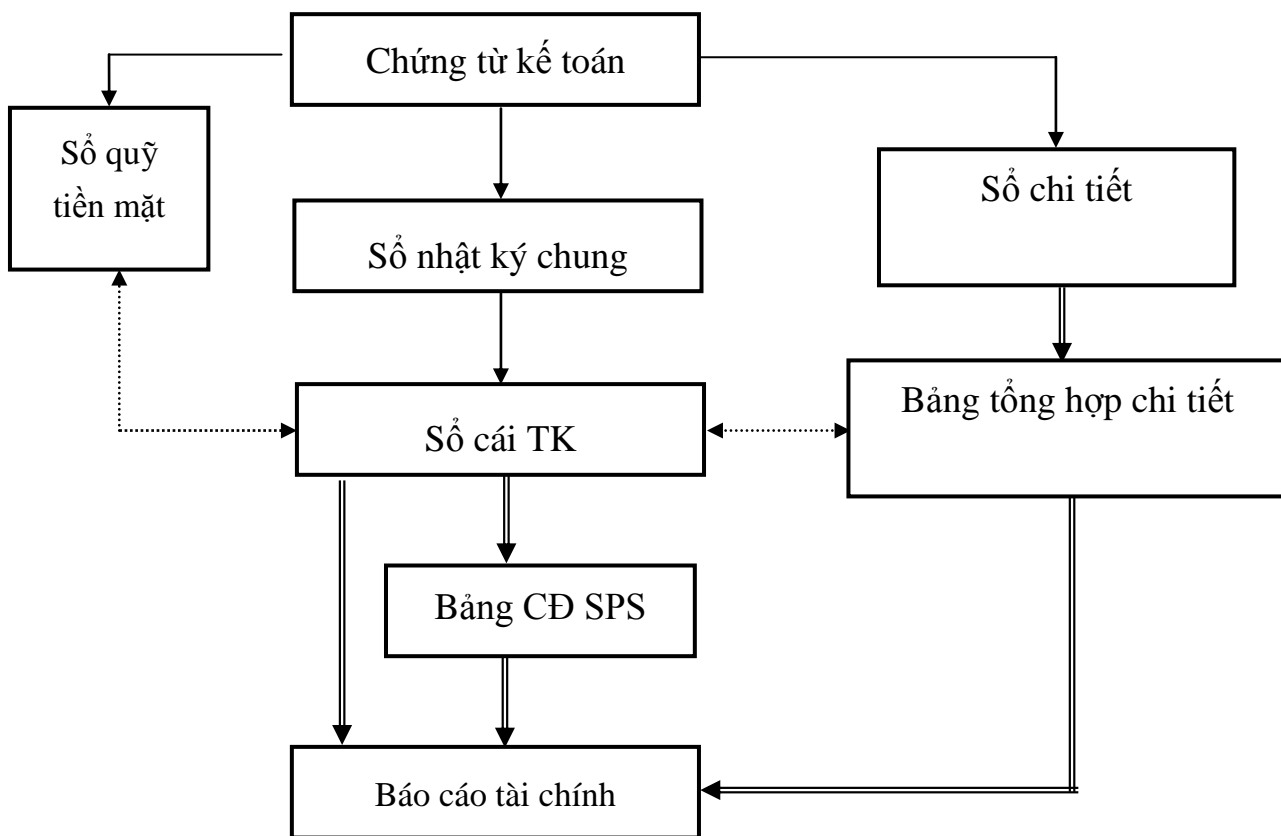 Chứng từ kế toán
Sổ quỹ
tiền mặt
Sổ chi tiết
Sổ nhật ký chung
Bảng tổng hợp chi tiết
Sổ cái TK
Bảng CĐ SPS
Báo cáo tài chính